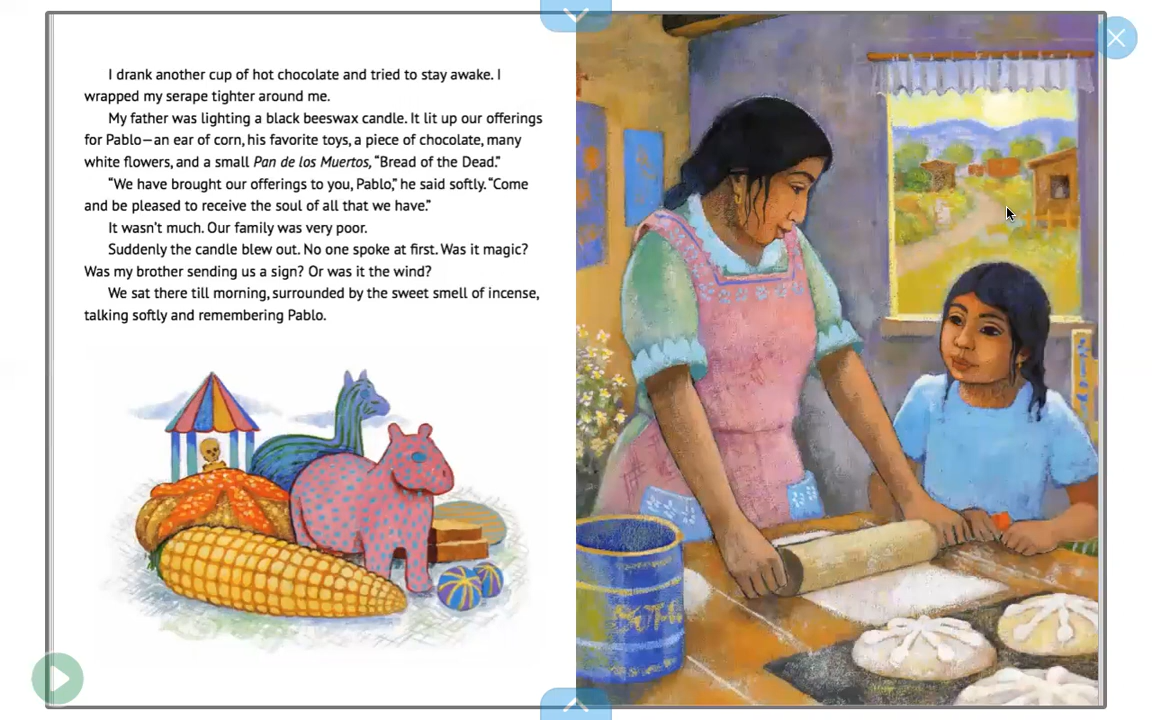 I drank another cup of hot chocolate and tried to stay awake. I
wrapped my serape tighter around me.
My father was lighting a black beeswax candle. It lit up our offerings
for Pablo—an ear of corn, his favorite toys, a piece of chocolate, many
white flowers, and a small Pan de los Muertos, “Bread of the Dead.”
“We have brought our offerings to you, Pablo,” he said softly. “Come
and be pleased to receive the soul of all that we have.”
It wasn’t much. Our family was very poor.
Suddenly the candle blew out. No one spoke at first. Was it magic?
Was my brother sending us a sign? Or was it the wind?
We sat there till morning, surrounded by the sweet smell of incense,
talking softly and remembering Pablo.